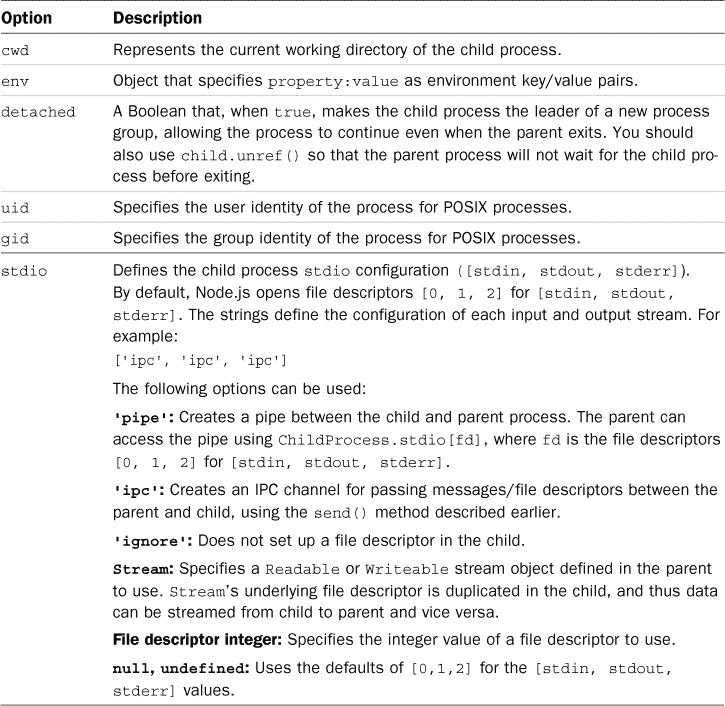 Option Description
cwd Represents the current working directory of the child process.
env Object that specifies property:value as environment key/value pairs.
detached A Boolean that, when true, makes the child process the leader of a new process
group, allowing the process to continue even when the parent exits. You should
also use child.unref() so that the parent process will not wait for the child pro-
cess before exiting.
uid Specifies the user identity of the process for POSIX processes.
gid Specifies the group identity of the process for POSIX processes.
stdio Defines the child process stdio configuration ([stdin, stdout, stderr]).
By default, Node.js opens file descriptors [0, 1, 2] for [stdin, stdout,
stderr]. The strings define the configuration of each input and output stream. For
example:
['ipc', 'ipc', 'ipc']
The following options can be used:
'pipe': Creates a pipe between the child and parent process. The parent can
access the pipe using ChildProcess.stdio[fd], where fd is the file descriptors
[0, 1, 2] for [stdin, stdout, stderr].
'ipc': Creates an IPC channel for passing messages/file descriptors between the
parent and child, using the send() method described earlier.
'ignore': Does not set up a file descriptor in the child.
Stream: Specifies a Readable or Writeable stream object defined in the parent
to use. Stream's underlying file descriptor is duplicated in the child, and thus data
can be streamed from child to parent and vice versa.
File descriptor integer: Specifies the integer value of a file descriptor to use.
null, undefined: Uses the defaults of [0,1,2] for the [stdin, stdout,
stderr] values.